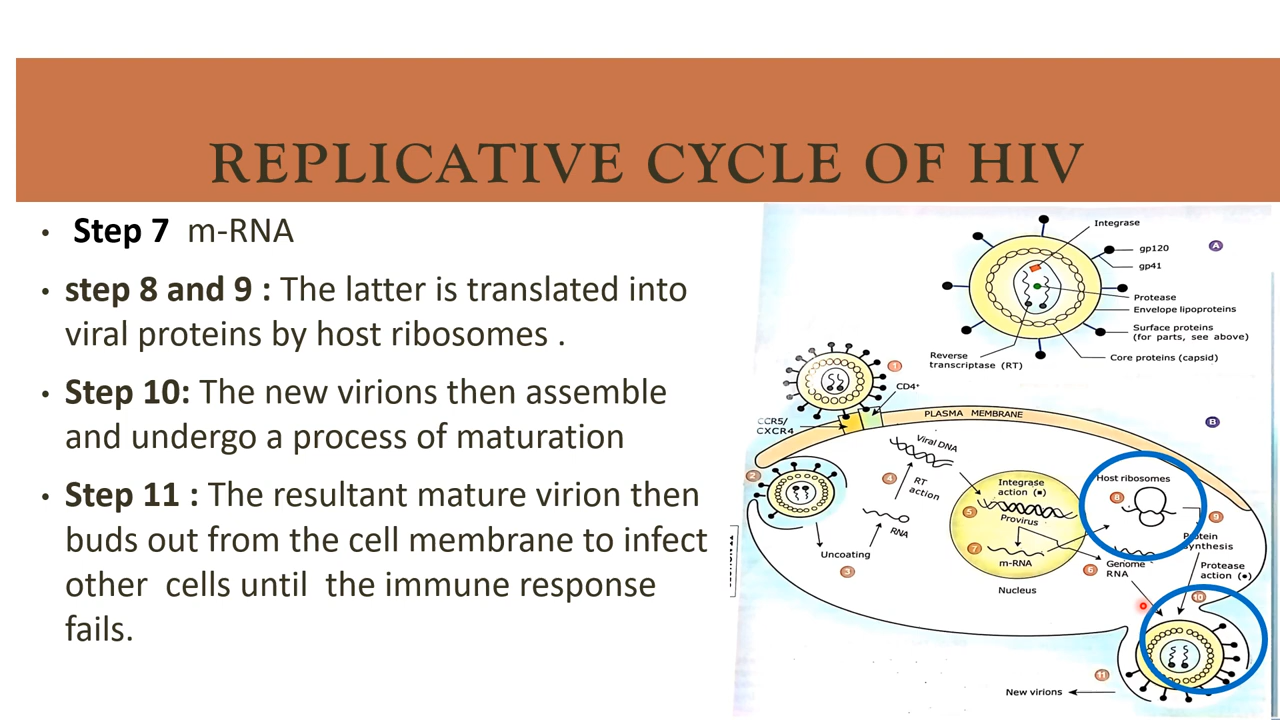 REPLICATIVE CYCLE OF HIV
• Step 7 m-RNA
• step 8 and 9 : The latter is translated into
viral proteins by host ribosomes .
• Step 10: The new virions then assemble
and undergo a process of maturation
• Step 11 : The resultant mature virion then
buds out from the cell membrane to infect
other cells until the immune response
fails.
Integrase
gp120
A
gp41
Protease
Envelope lipoproteins
Surface proteins
(for parts, see above)
Reverse
transcriptase (RT)
Core proteins (capsid)
1
CD4+
PLASMA MEMBRANE
CCR5/
CXCR4
B
Viral DNA
2
4
RT
action
Integrase
action (•)
5
Provirus
Host ribosomes
8
9
RNA
Protein
synthesis
Uncoating
3
7
m-RNA
6
Genome
RNA
Protease
action (•)
Nucleus
10
11
New virions